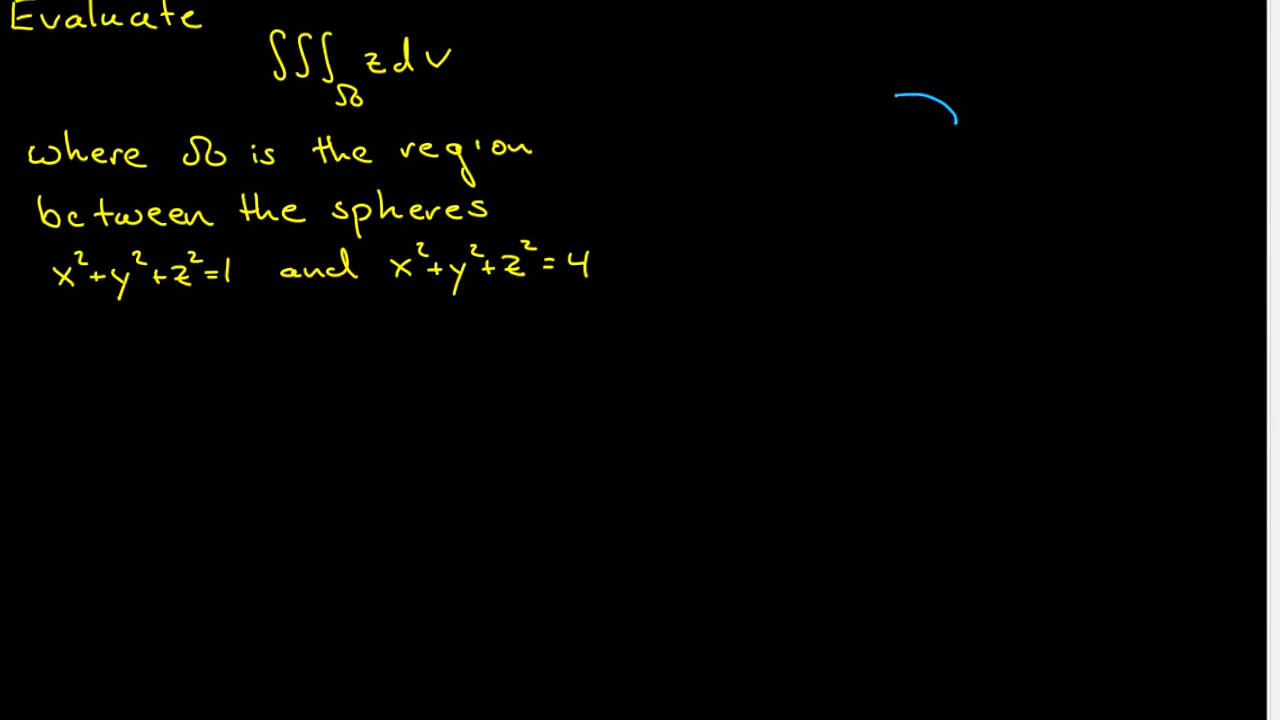 Evaluate
∭_Ω z dV
where Ω is the region
between the spheres
x²+y²+z²=1 and x²+y²+z²=4